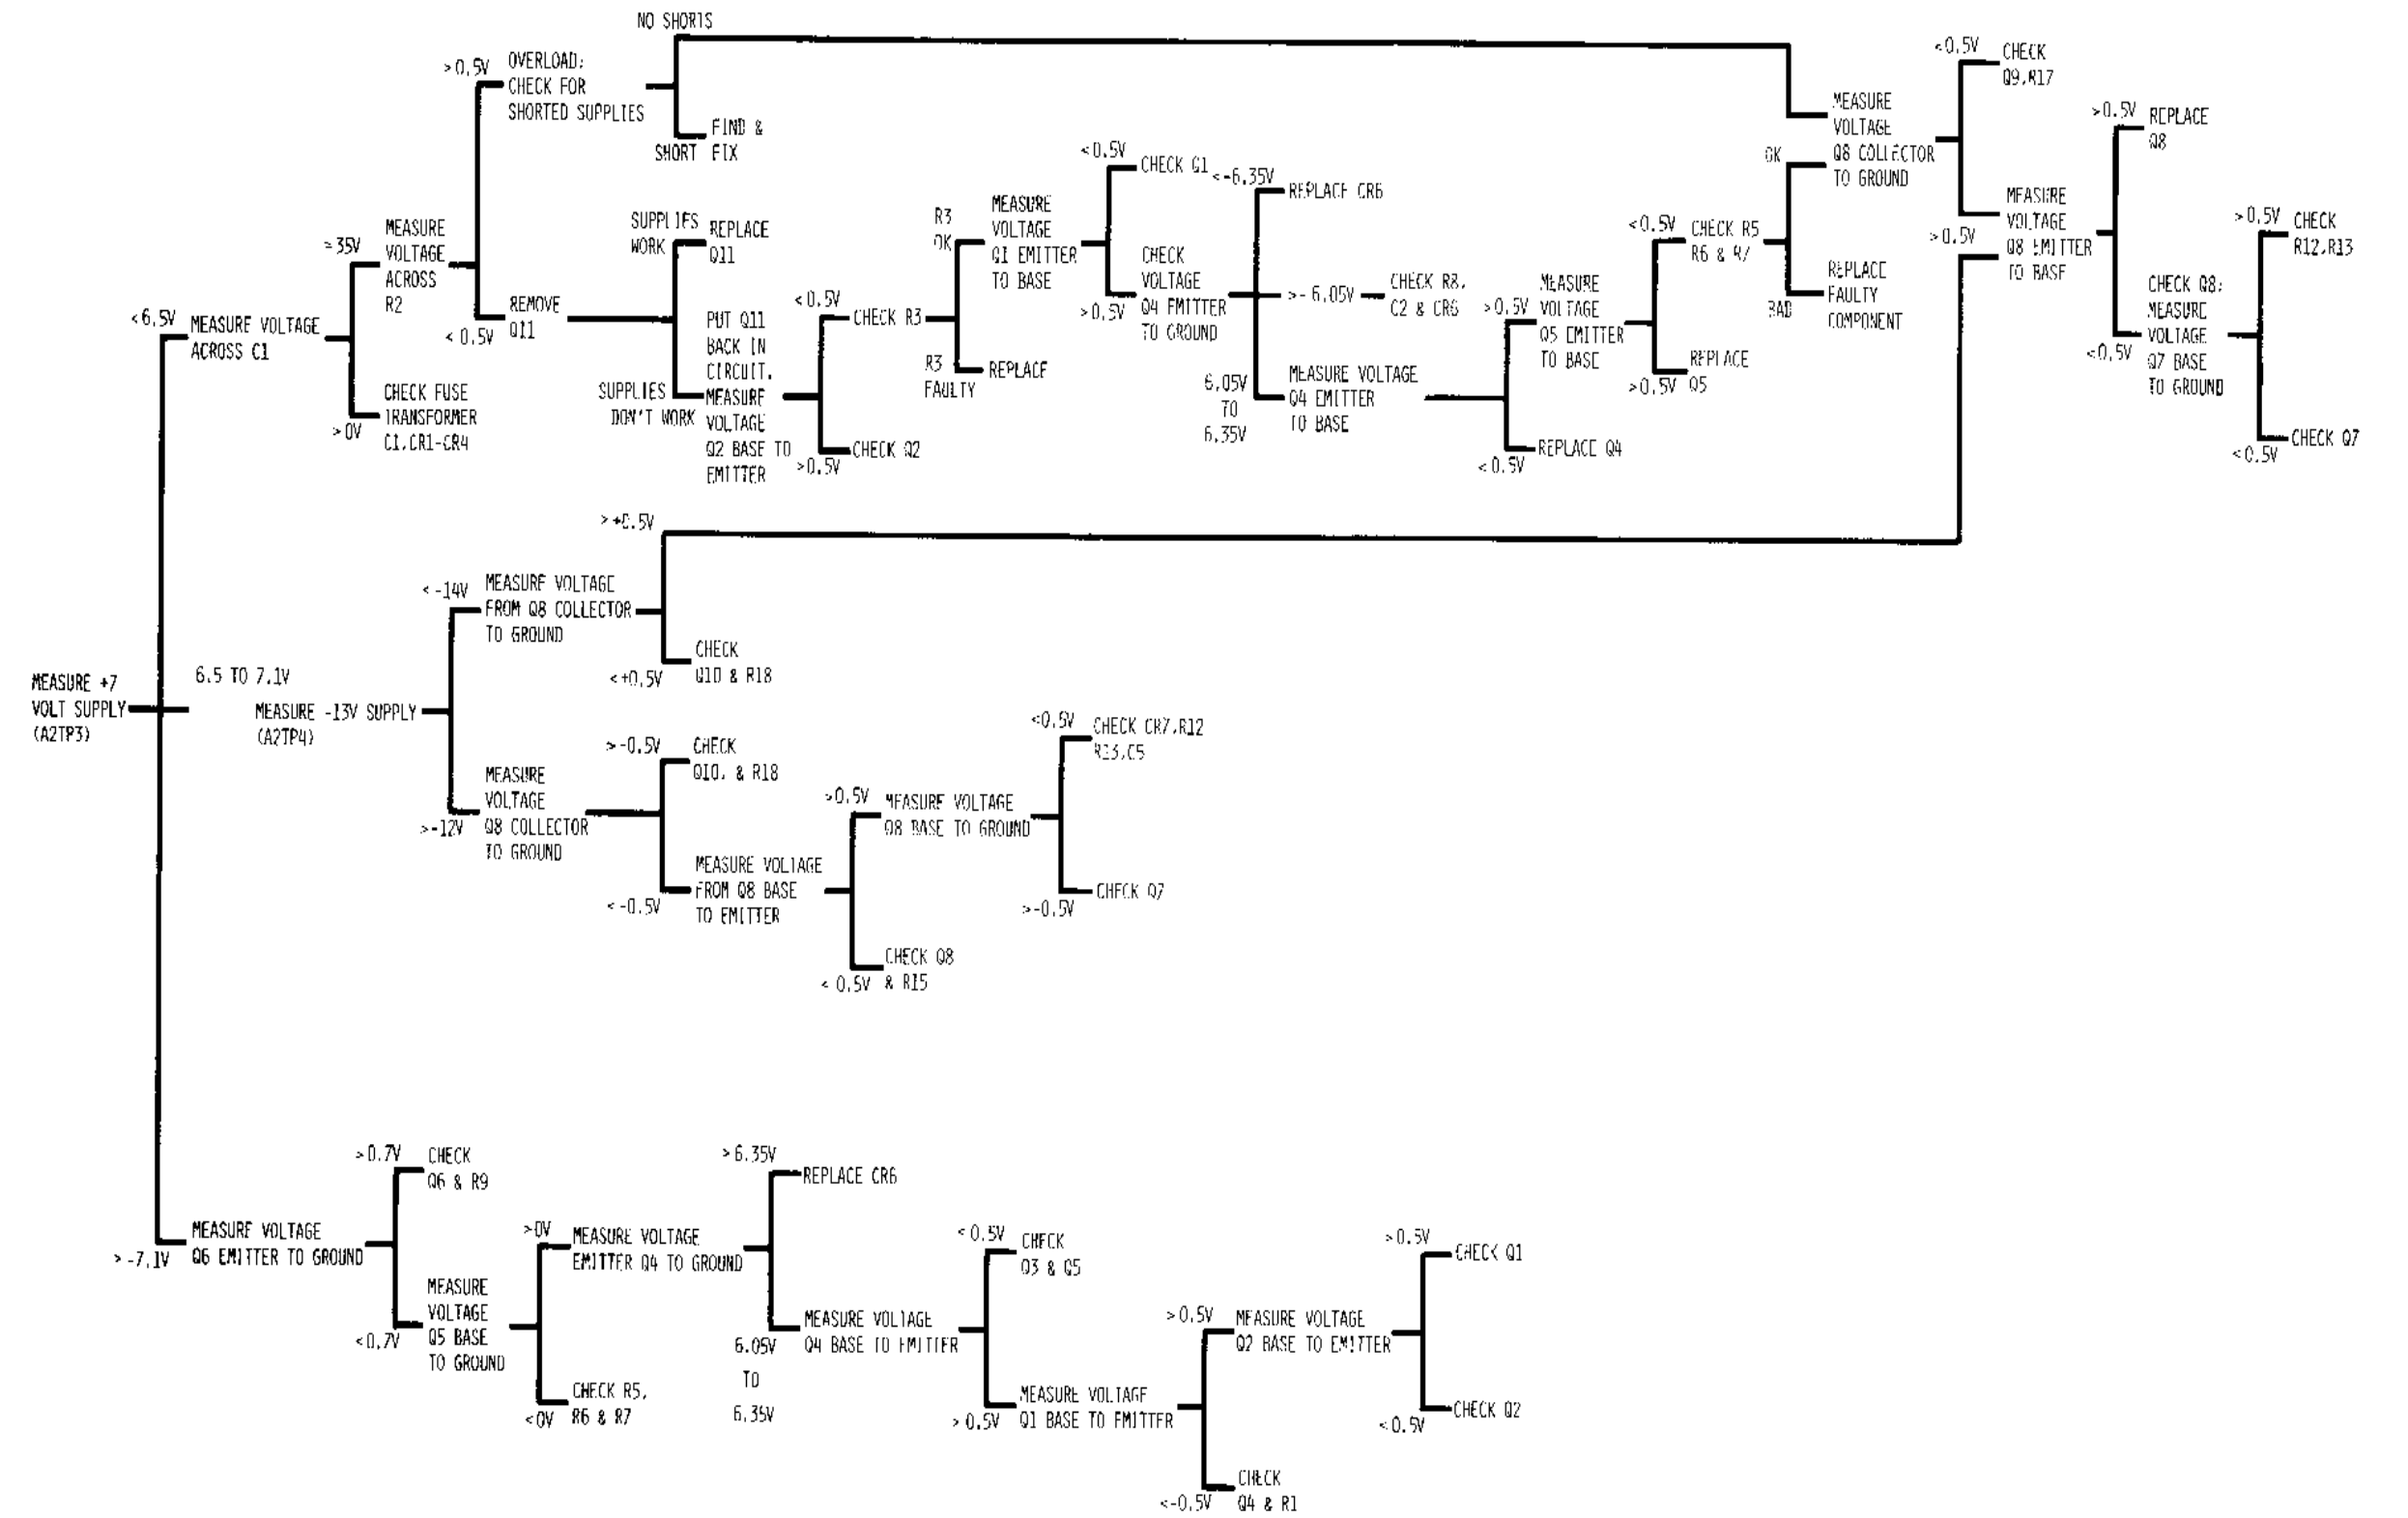 NO SHORTS
>0.5V
OVERLOAD;
CHECK FOR
SHORTED SUPPLIES
FIND &
SHORT FIX
≈35V
MEASURE
VOLTAGE
ACROSS
R2
<0.5V
REMOVE
Q11
<6.5V
MEASURE VOLTAGE
ACROSS C1
CHECK FUSE
TRANSFORMER
C1,CR1-CR4
>0V
SUPPLIES
WORK
REPLACE
Q11
SUPPLIES
DON'T WORK
PUT Q11
BACK IN
CIRCUIT.
MEASURE
VOLTAGE
Q2 BASE TO
EMITTER
<0.5V
CHECK R3
>0.5V
CHECK Q2
R3
OK
MEASURE
VOLTAGE
Q1 EMITTER
TO BASE
R3
FAULTY
REPLACE
<0.5V
CHECK Q1
>0.5V
CHECK
VOLTAGE
Q4 EMITTER
TO GROUND
<-6.35V
REPLACE CR6
>-6.05V
CHECK R8,
C2 & CR6
6.05V
TO
6.35V
MEASURE VOLTAGE
Q4 EMITTER
TO BASE
>0.5V
MEASURE
VOLTAGE
Q5 EMITTER
TO BASE
<0.5V
REPLACE Q4
<0.5V
CHECK R5
R6 & R7
>0.5V
REPLACE
Q5
OK
MEASURE
VOLTAGE
Q8 COLLECTOR
TO GROUND
BAD
REPLACE
FAULTY
COMPONENT
<0.5V
CHECK
Q9,R17
>0.5V
MEASURE
VOLTAGE
Q8 EMITTER
TO BASE
>0.5V
REPLACE
Q8
<0.5V
CHECK Q8;
MEASURE
VOLTAGE
Q7 BASE
TO GROUND
>0.5V
CHECK
R12,R13
<0.5V
CHECK Q7
MEASURE +7
VOLT SUPPLY
(A2TP3)
6.5 TO 7.1V
MEASURE -13V SUPPLY
(A2TP4)
<-14V
MEASURE VOLTAGE
FROM Q8 COLLECTOR
TO GROUND
>+0.5V
<+0.5V
CHECK
Q10 & R18
>-12V
MEASURE
VOLTAGE
Q8 COLLECTOR
TO GROUND
>-0.5V
CHECK
Q10, & R18
<-0.5V
MEASURE VOLTAGE
FROM Q8 BASE
TO EMITTER
>0.5V
MEASURE VOLTAGE
Q8 BASE TO GROUND
<0.5V
CHECK Q8
& R15
<0.5V
CHECK CR7,R12
R13,C5
>-0.5V
CHECK Q7
>-7.1V
MEASURE VOLTAGE
Q6 EMITTER TO GROUND
>0.7V
CHECK
Q6 & R9
<0.7V
MEASURE
VOLTAGE
Q5 BASE
TO GROUND
>0V
MEASURE VOLTAGE
EMITTER Q4 TO GROUND
<0V
CHECK R5,
R6 & R7
>6.35V
REPLACE CR6
6.05V
TO
6.35V
MEASURE VOLTAGE
Q4 BASE TO EMITTER
<0.5V
CHECK
Q3 & Q5
>0.5V
MEASURE VOLTAGE
Q1 BASE TO EMITTER
>0.5V
MEASURE VOLTAGE
Q2 BASE TO EMITTER
<-0.5V
CHECK
Q4 & R1
>0.5V
CHECK Q1
<0.5V
CHECK Q2